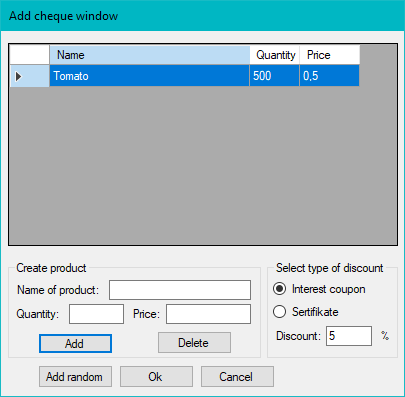 Add cheque window
Name Quantity Price
Tomato 500 0,5
Create product
Name of product:
Quantity: Price:
Add Delete
Select type of discount
Interest coupon
Sertifikate
Discount: 5 %
Add random Ok Cancel